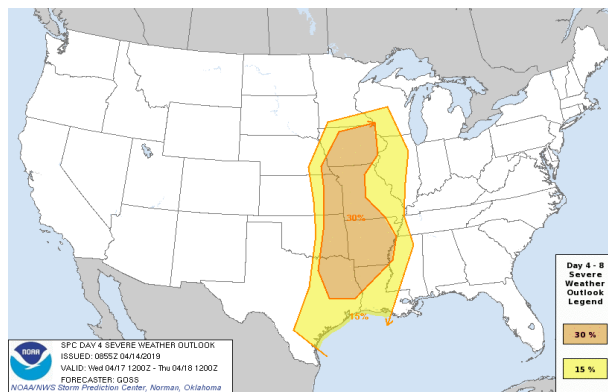 30%
15%
Day 4 - 8
Severe
Weather
Outlook
Legend
30 %
15 %
NOAA
SPC DAY 4 SEVERE WEATHER OUTLOOK
ISSUED: 0855Z 04/14/2019
VALID: Wed 04/17 1200Z - Thu 04/18 1200Z
FORECASTER: GOSS
NOAA/NWS Storm Prediction Center, Norman, Oklahoma